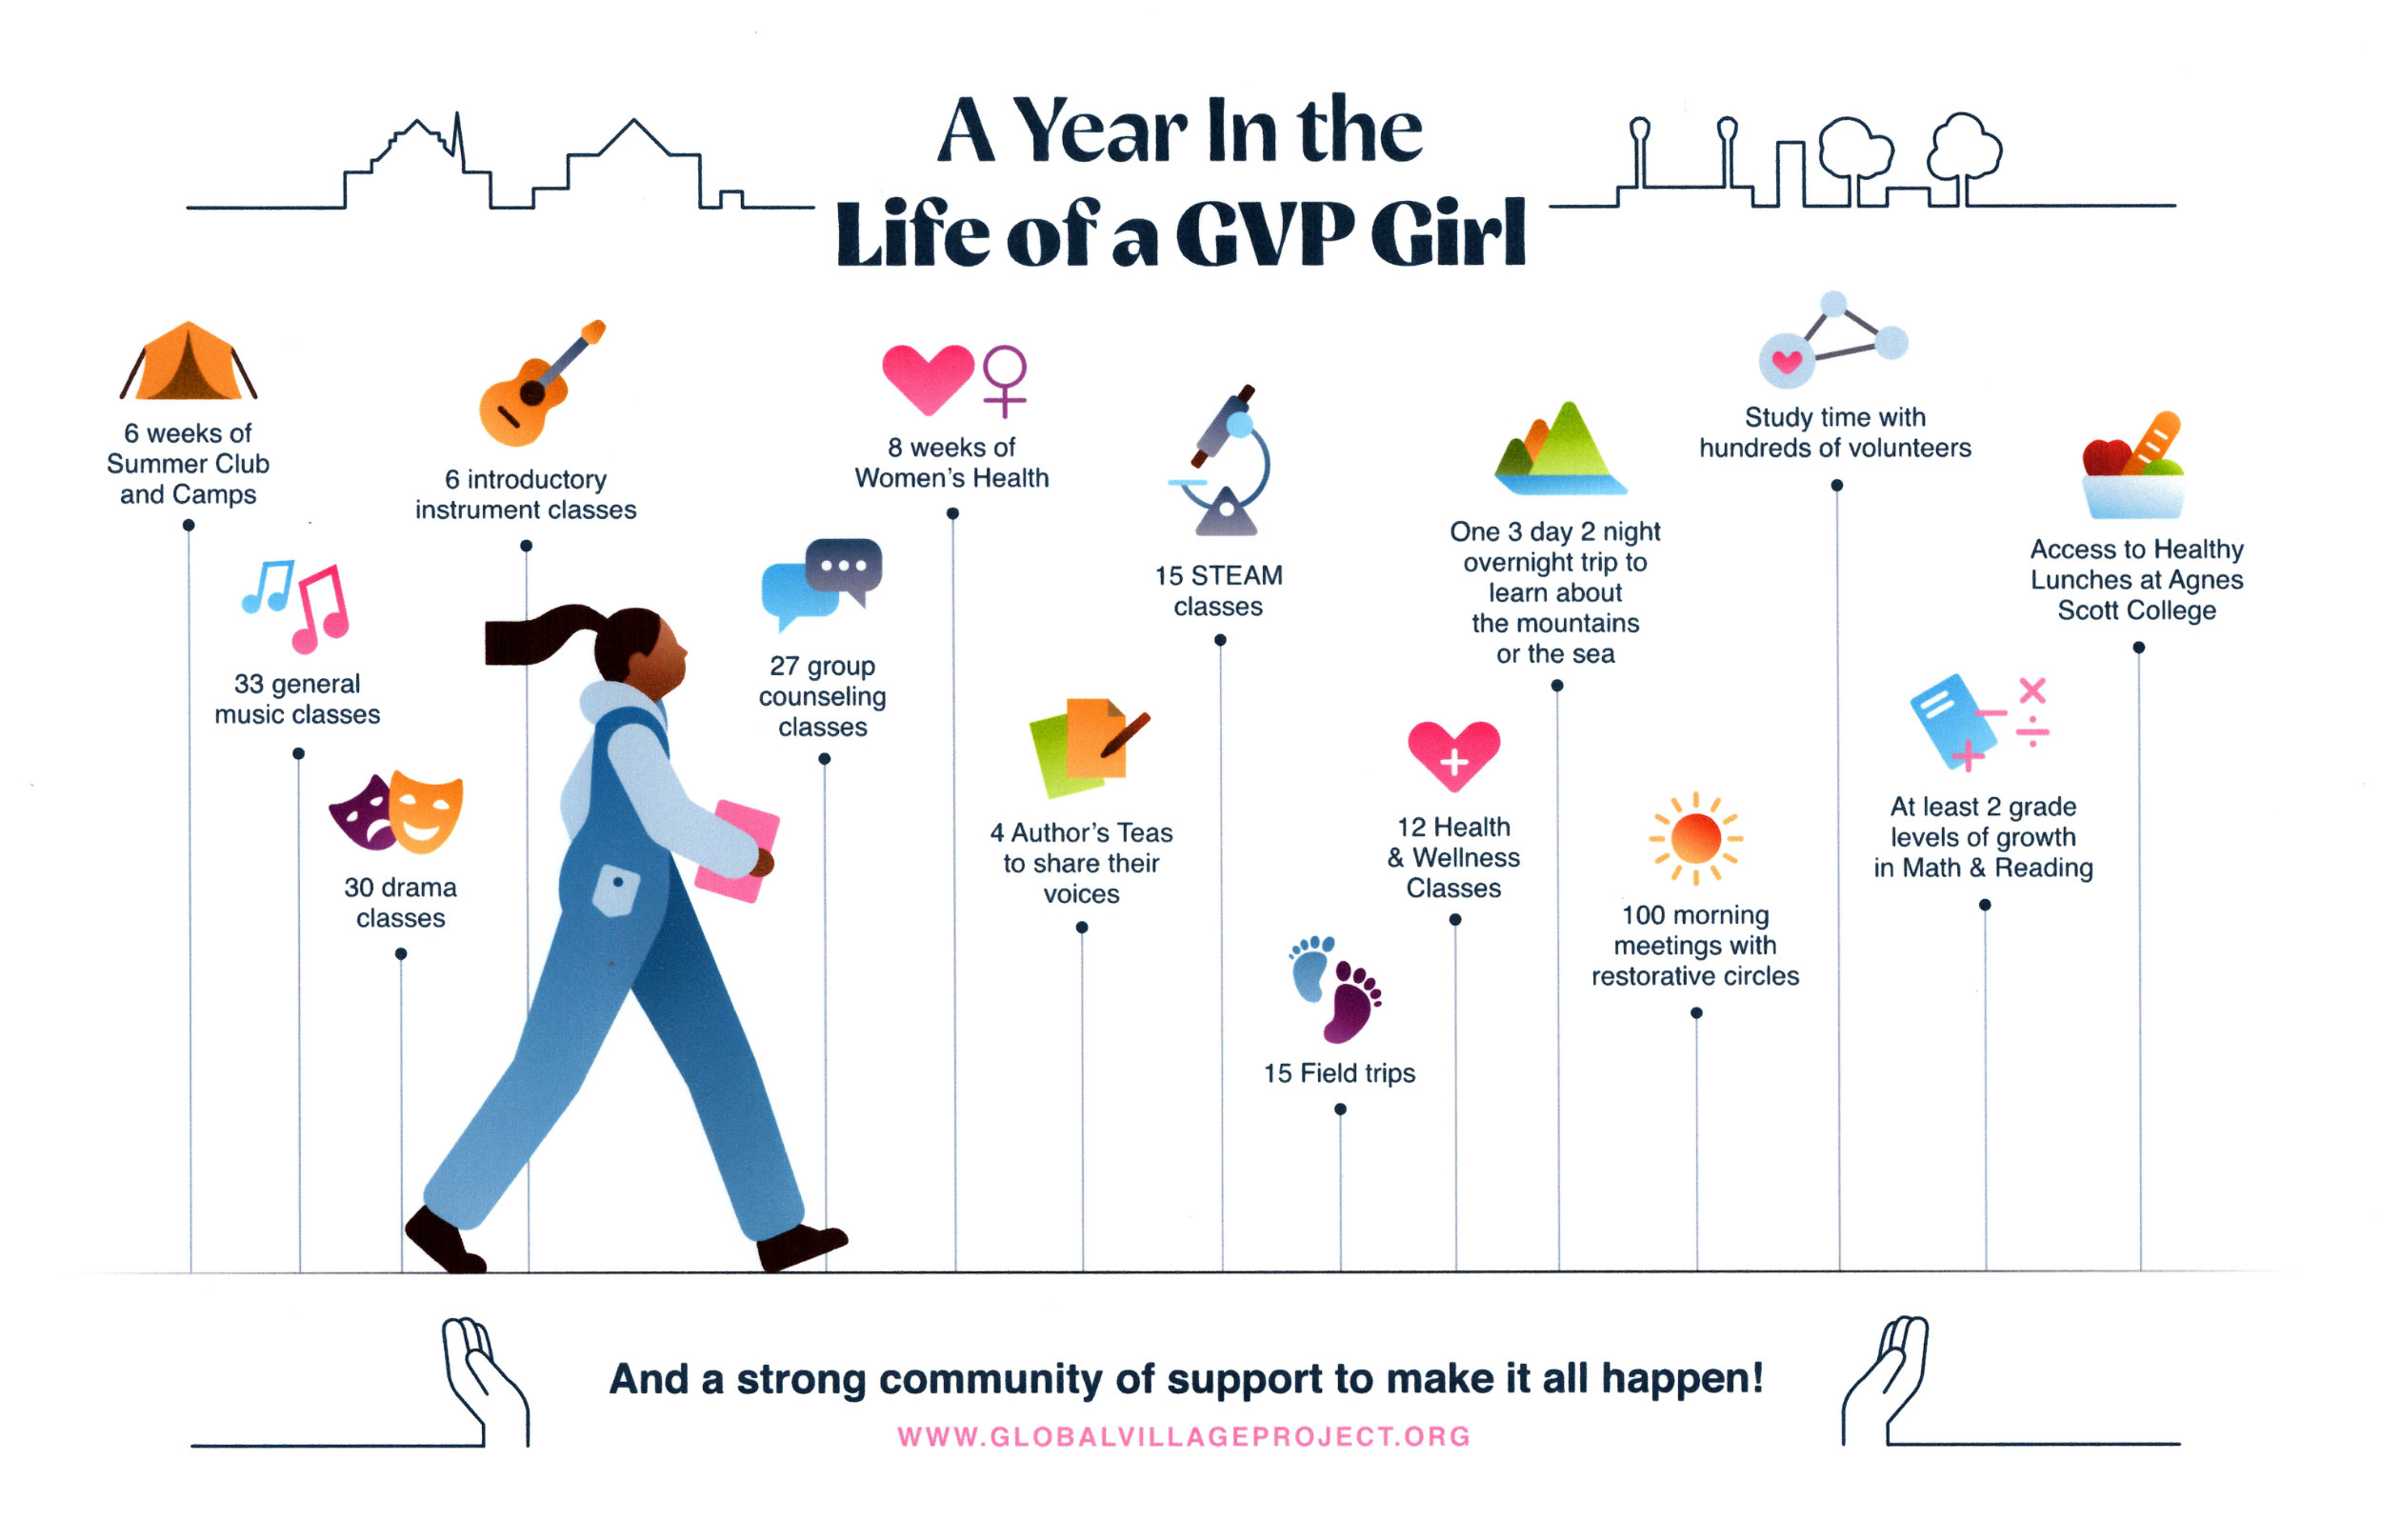 A Year In the
Life of a GVP Girl
6 weeks of
Summer Club
and Camps
33 general
music classes
30 drama
classes
6 introductory
instrument classes
27 group
counseling
classes
8 weeks of
Women's Health
4 Author's Teas
to share their
voices
15 STEAM
classes
15 Field trips
12 Health
& Wellness
Classes
One 3 day 2 night
overnight trip to
learn about
the mountains
or the sea
100 morning
meetings with
restorative circles
Study time with
hundreds of volunteers
At least 2 grade
levels of growth
in Math & Reading
Access to Healthy
Lunches at Agnes
Scott College
And a strong community of support to make it all happen!
WWW.GLOBALVILLAGEPROJECT.ORG